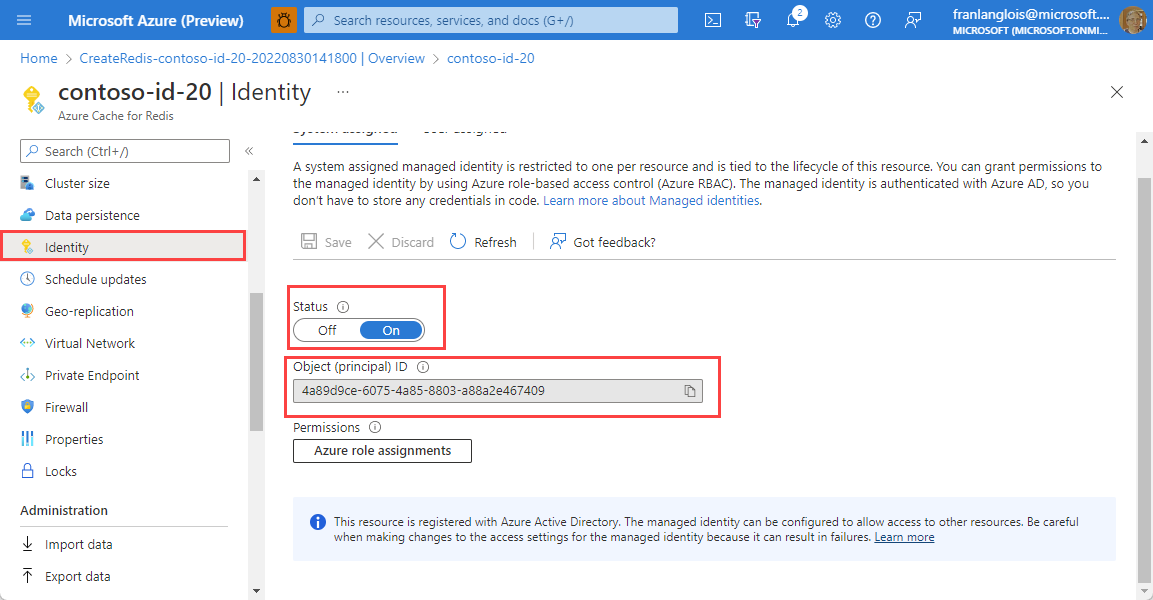 Microsoft Azure (Preview)
Search resources, services, and docs (G+/)
2
franlanglois@microsoft....
MICROSOFT (MICROSOFT.ONMI...
Home > CreateRedis-contoso-id-20-20220830141800 | Overview > contoso-id-20
contoso-id-20 | Identity ...
Azure Cache for Redis
Search (Ctrl+/)
«
Cluster size
Data persistence
Identity
Schedule updates
Geo-replication
Virtual Network
Private Endpoint
Firewall
Properties
Locks
Administration
Import data
Export data
System assigned User assigned
A system assigned managed identity is restricted to one per resource and is tied to the lifecycle of this resource. You can grant permissions to
the managed identity by using Azure role-based access control (Azure RBAC). The managed identity is authenticated with Azure AD, so you
don't have to store any credentials in code. Learn more about Managed identities.
Save Discard Refresh Got feedback?
Status
Off On
Object (principal) ID
4a89d9ce-6075-4a85-8803-a88a2e467409
Permissions
Azure role assignments
This resource is registered with Azure Active Directory. The managed identity can be configured to allow access to other resources. Be careful
when making changes to the access settings for the managed identity because it can result in failures. Learn more